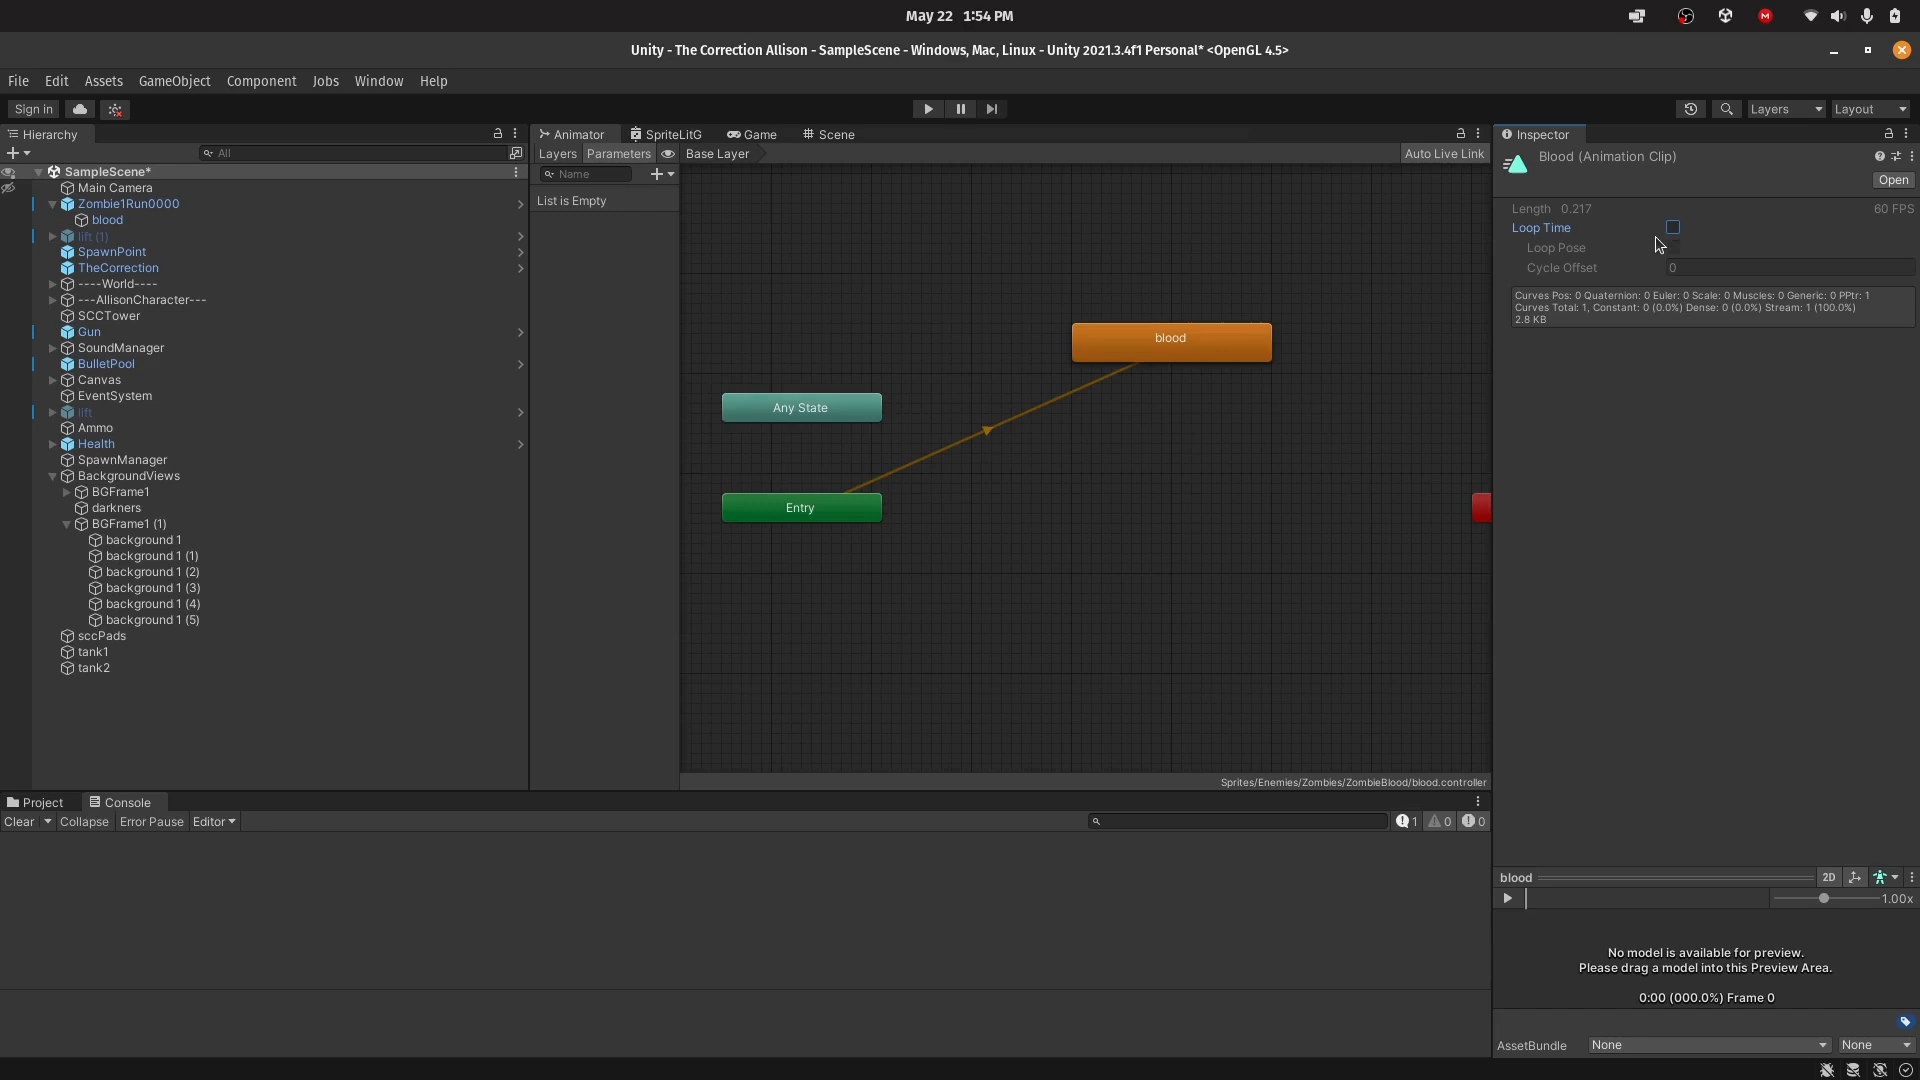 May 22 1:54 PM
Unity - The Correction Allison - SampleScene - Windows, Mac, Linux - Unity 2021.3.4f1 Personal* <OpenGL 4.5>
File Edit Assets GameObject Component Jobs Window Help
Sign in
Layers Layout
Hierarchy
All
SampleScene*
Main Camera
Zombie1Run0000
blood
lift (1)
SpawnPoint
TheCorrection
----World----
---AllisonCharacter---
SCCTower
Gun
SoundManager
BulletPool
Canvas
EventSystem
lift
Ammo
Health
SpawnManager
BackgroundViews
BGFrame1
darkners
BGFrame1 (1)
background 1
background 1 (1)
background 1 (2)
background 1 (3)
background 1 (4)
background 1 (5)
sccPads
tank1
tank2
Animator SpriteLitG Game Scene
Layers Parameters Base Layer Auto Live Link
Name
List is Empty
blood
Any State
Entry
Sprites/Enemies/Zombies/ZombieBlood/blood.controller
Inspector
Blood (Animation Clip)
Open
Length 0.217 60 FPS
Loop Time
Loop Pose
Cycle Offset 0
Curves Pos: 0 Quaternion: 0 Euler: 0 Scale: 0 Muscles: 0 Generic: 0 PPtr: 1
Curves Total: 1, Constant: 0 (0.0%) Dense: 0 (0.0%) Stream: 1 (100.0%)
2.8 KB
Project Console
Clear Collapse Error Pause Editor
1 0 0
blood 2D
1.00x
No model is available for preview.
Please drag a model into this Preview Area.
0:00 (000.0%) Frame 0
AssetBundle None None